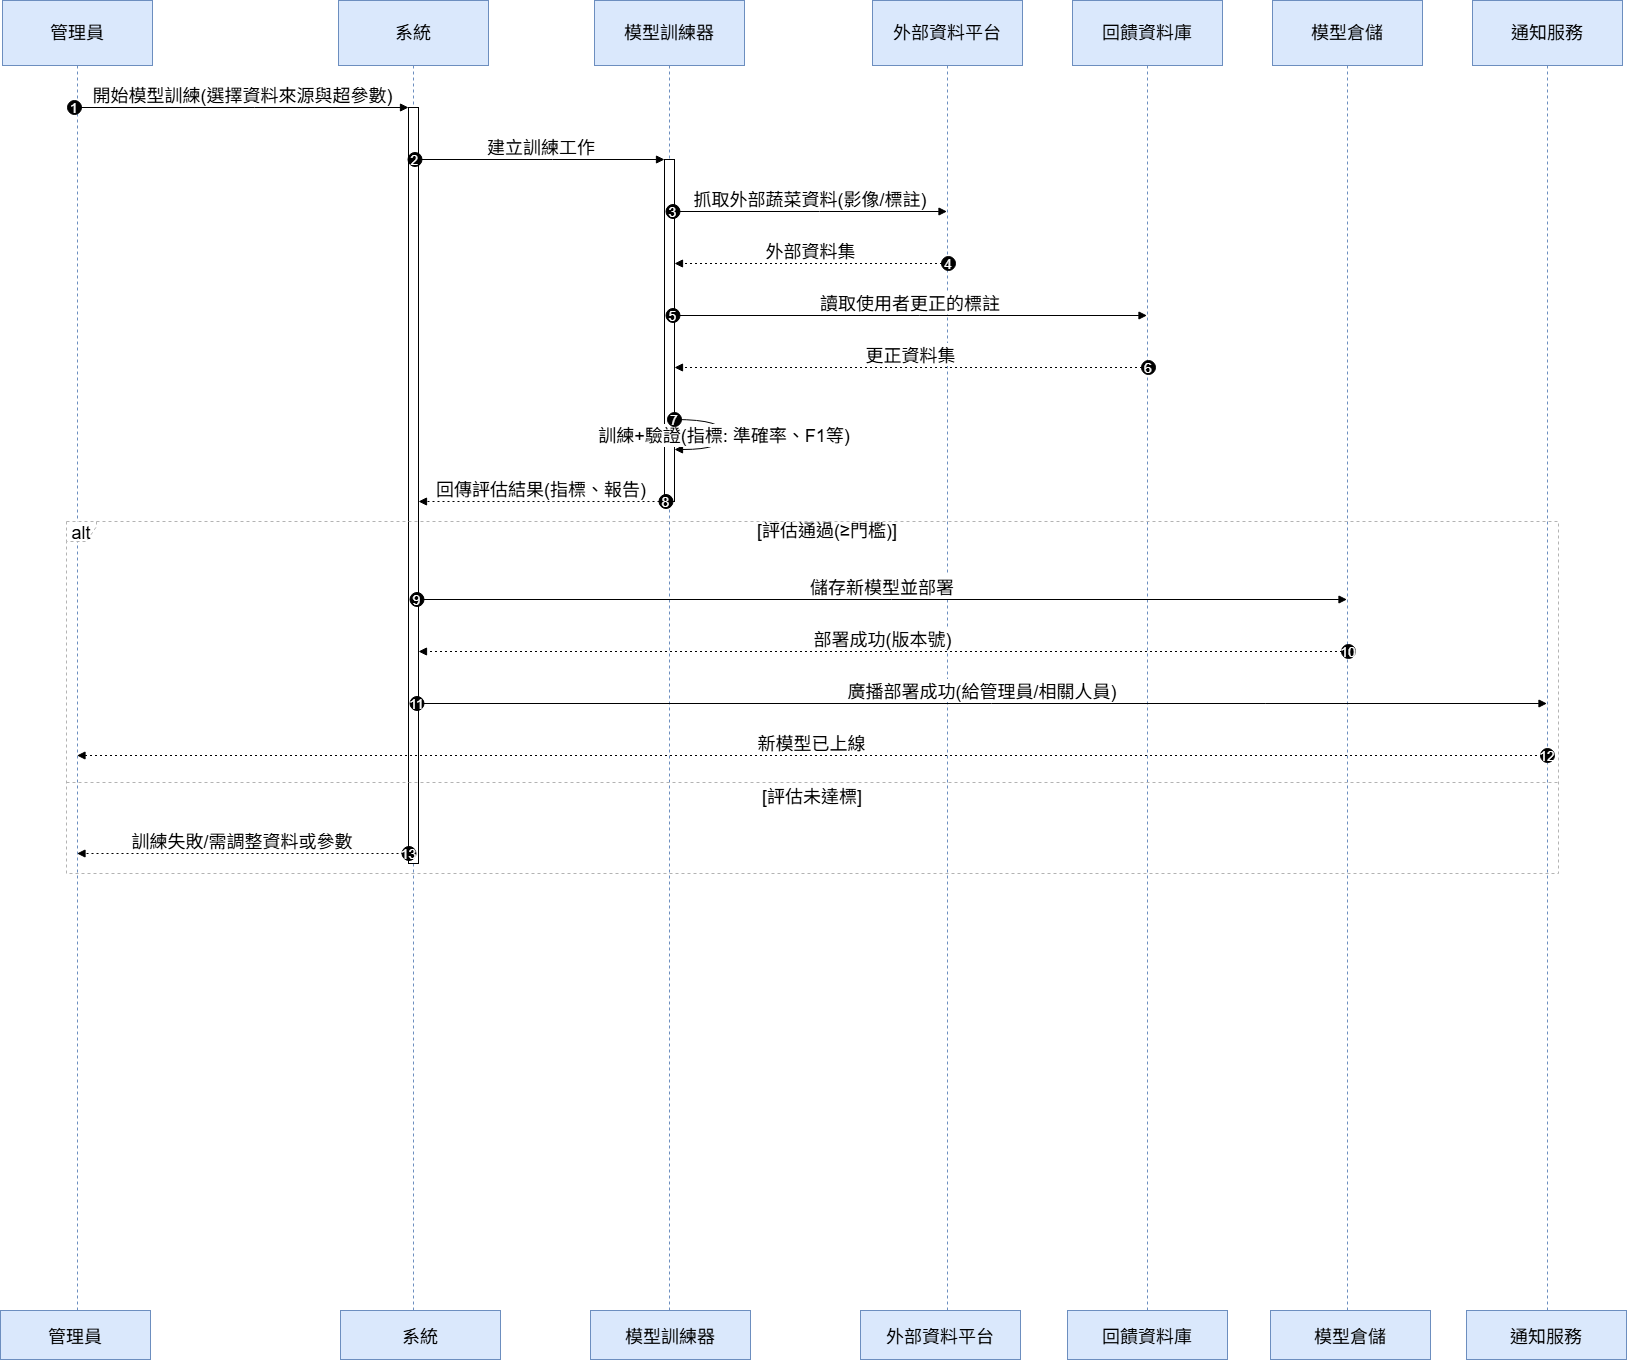 管理員
系統
模型訓練器
外部資料平台
回饋資料庫
模型倉儲
通知服務
1
開始模型訓練(選擇資料來源與超參數)
2
建立訓練工作
3
抓取外部蔬菜資料(影像/標註)
外部資料集
4
5
讀取使用者更正的標註
更正資料集
6
7
訓練+驗證(指標: 準確率、F1等)
回傳評估結果(指標、報告)
8
alt
[評估通過(≥門檻)]
9
儲存新模型並部署
部署成功(版本號)
10
11
廣播部署成功(給管理員/相關人員)
新模型已上線
12
[評估未達標]
訓練失敗/需調整資料或參數
13
管理員
系統
模型訓練器
外部資料平台
回饋資料庫
模型倉儲
通知服務